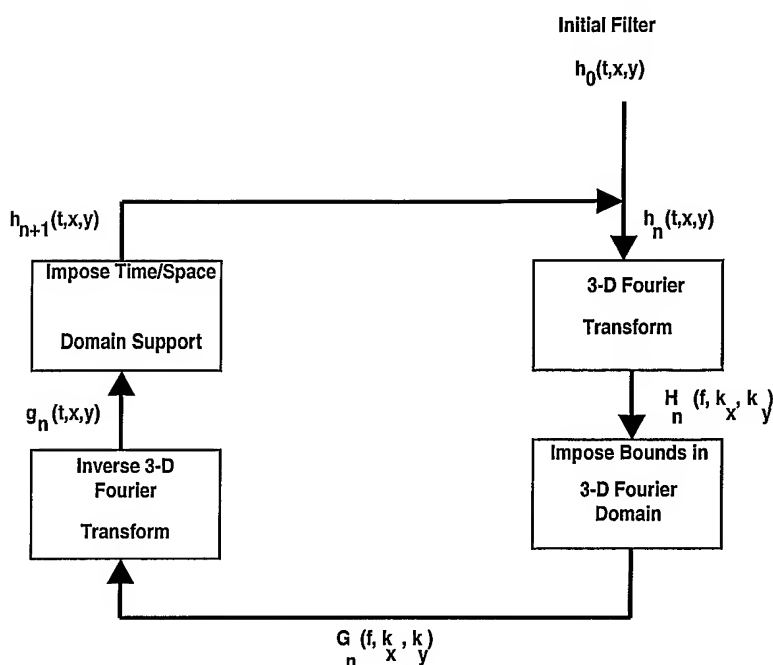 Initial Filter
h0(t,x,y)
hn+1(t,x,y)
hn(t,x,y)
Impose Time/Space
Domain Support
3-D Fourier
Transform
gn(t,x,y)
Hn(f, kx, ky)
Inverse 3-D
Fourier
Transform
Impose Bounds in
3-D Fourier
Domain
Gn(f, kx, ky)